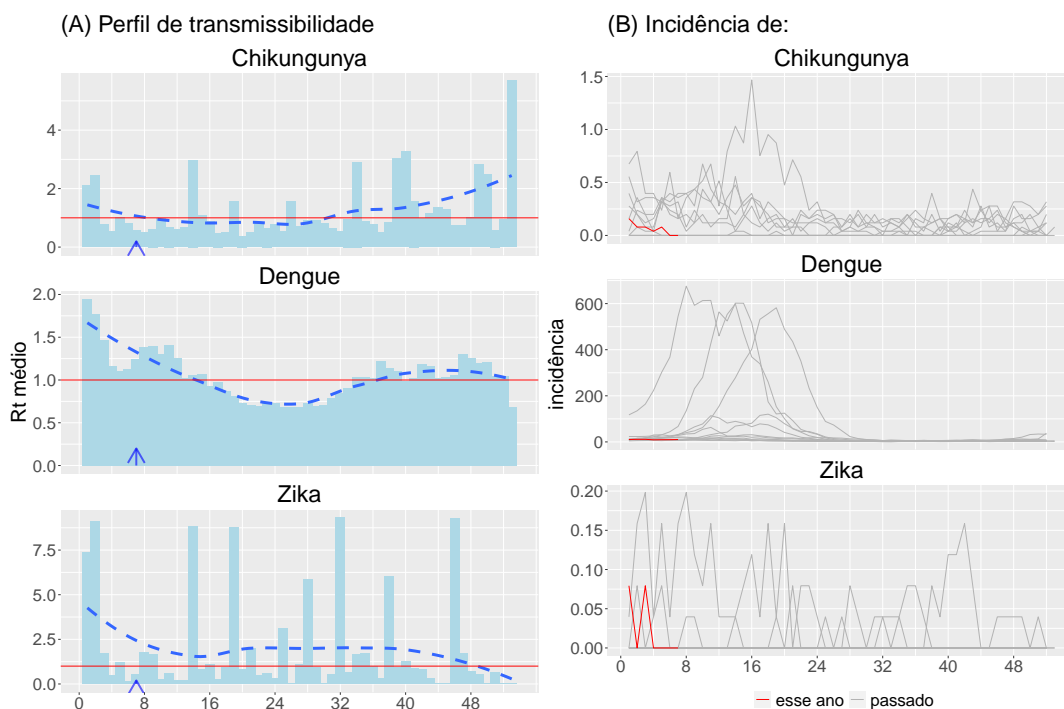 (A) Perfil de transmissibilidade
Chikungunya
4
2
0
Dengue
2.0
1.5
1.0
0.5
0.0
Rt médio
Zika
7.5
5.0
2.5
0.0
0 8 16 24 32 40 48
(B) Incidência de:
Chikungunya
1.5
1.0
0.5
0.0
Dengue
600
400
200
0
incidência
Zika
0.20
0.15
0.10
0.05
0.00
0 8 16 24 32 40 48
esse ano passado